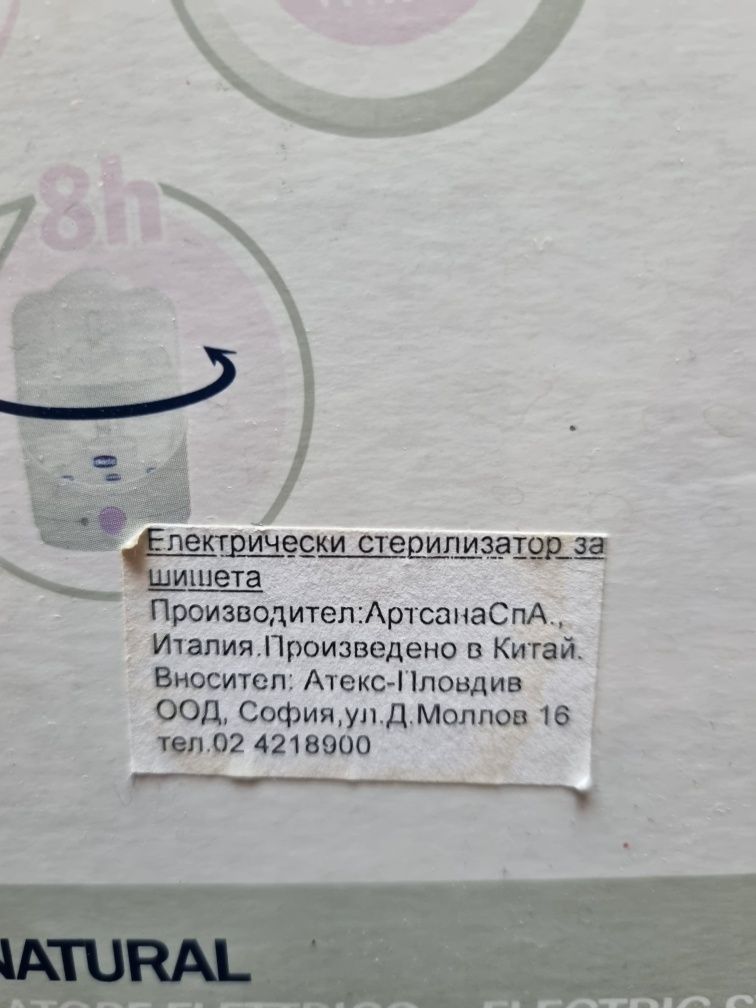 8h
Електрически стерилизатор за
шишета
Производител:АртсанаСпА.,
Италия.Произведено в Китай.
Вносител: Атекс-Пловдив
ООД, София,ул.Д.Моллов 16
тел.02 4218900
NATURAL